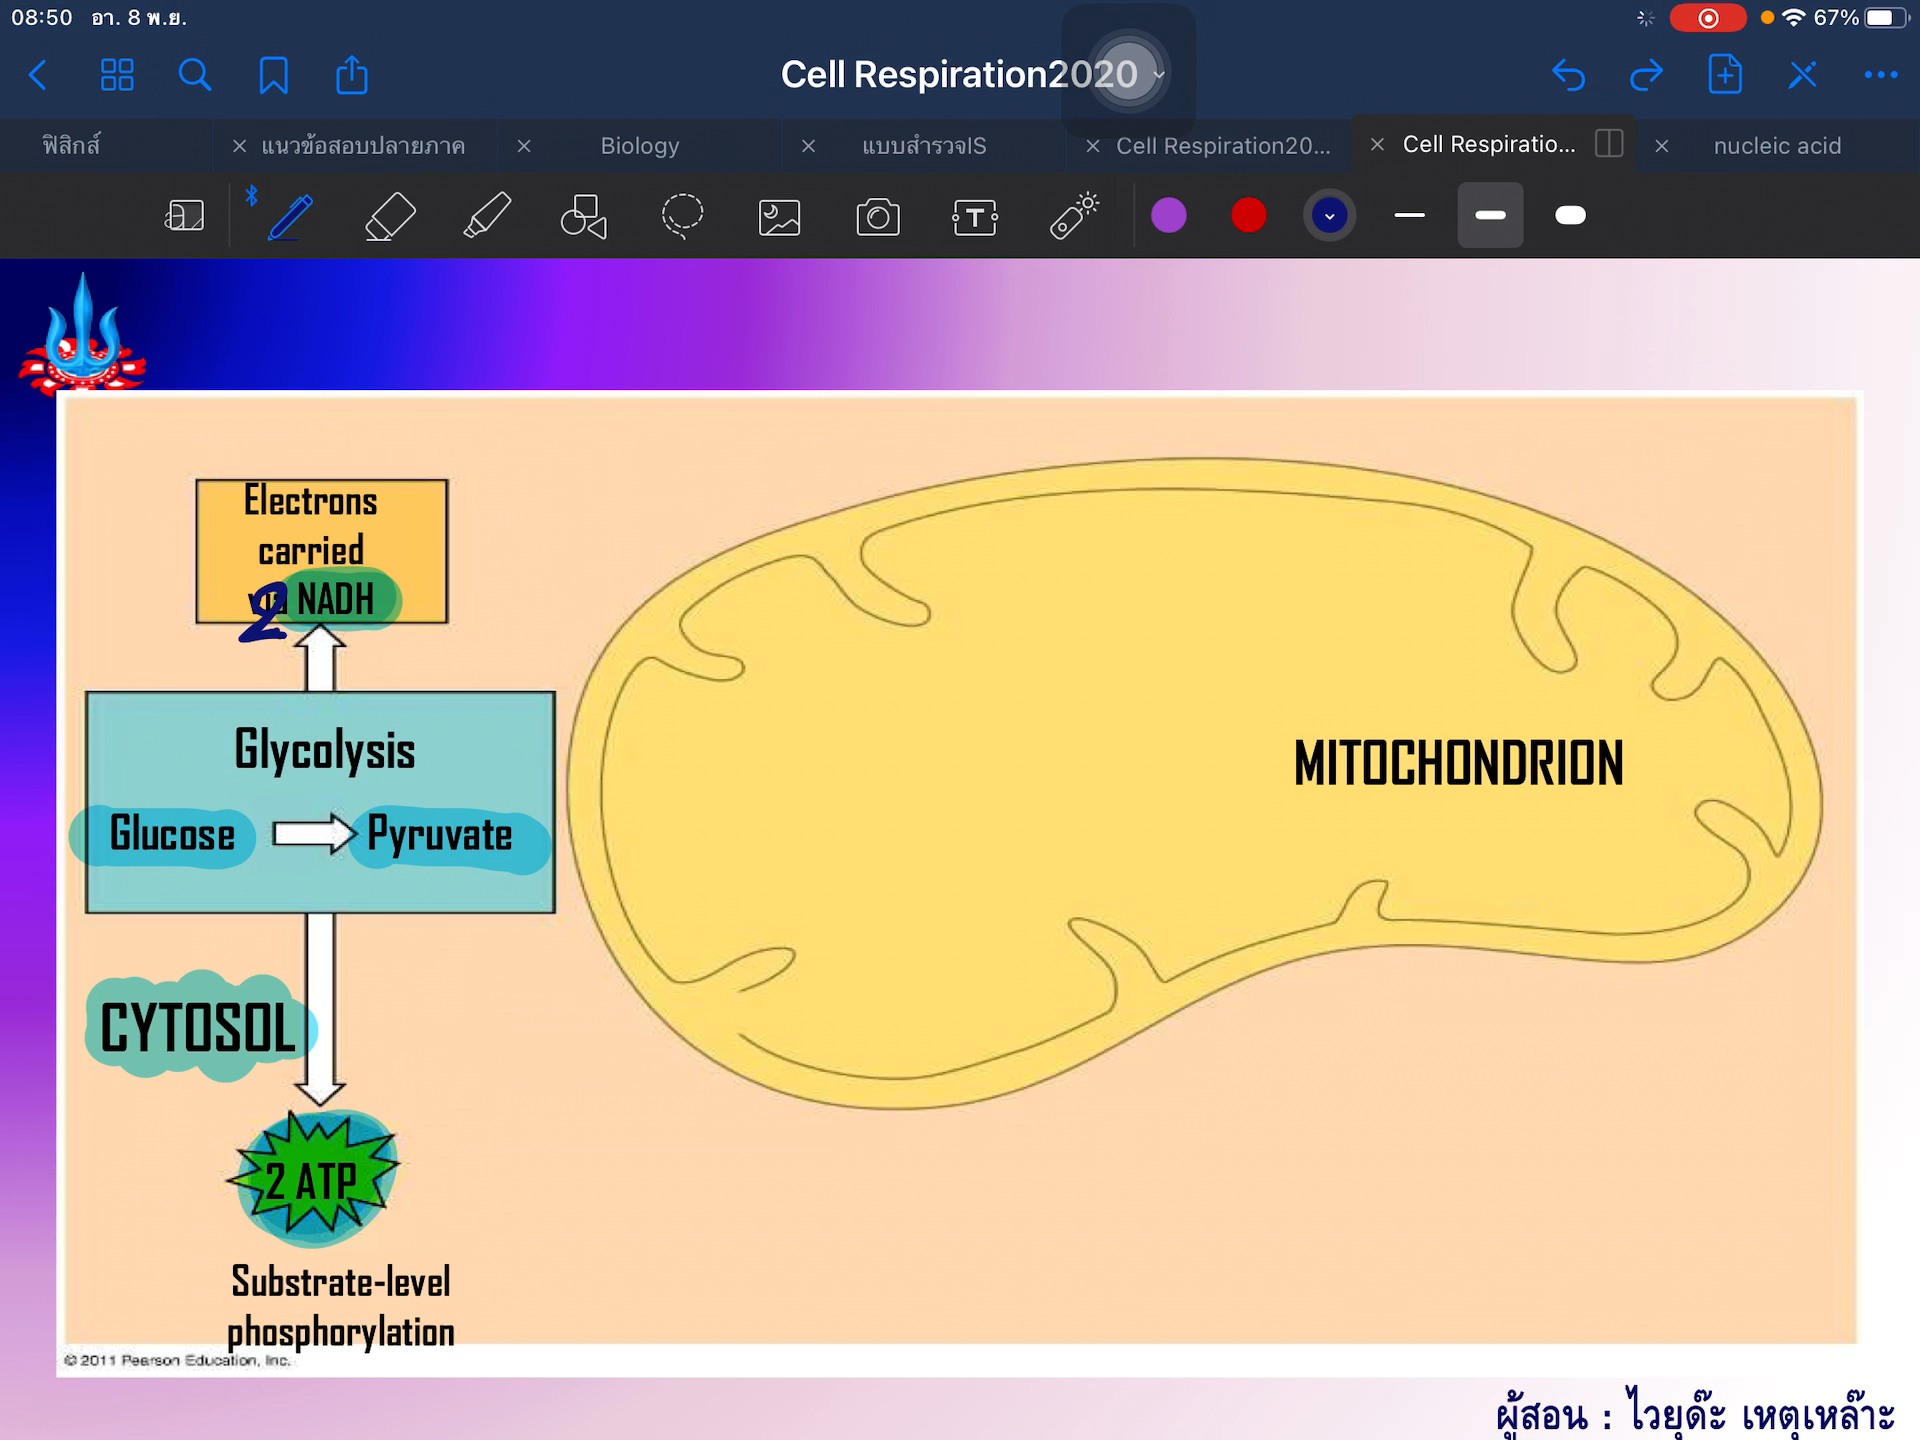 08:50 อา. 8 พ.ย.
67%
Cell Respiration2020
ฟิสิกส์
แนวข้อสอบปลายภาค
Biology
แบบสำรวจIS
Cell Respiration20...
Cell Respiratio...
nucleic acid
Electrons
carried
via NADH
2
Glycolysis
Glucose Pyruvate
MITOCHONDRION
CYTOSOL
2 ATP
Substrate-level
phosphorylation
© 2011 Pearson Education, Inc.
ผู้สอน : ไวยุด๊ะ เหตุเหล๊าะ